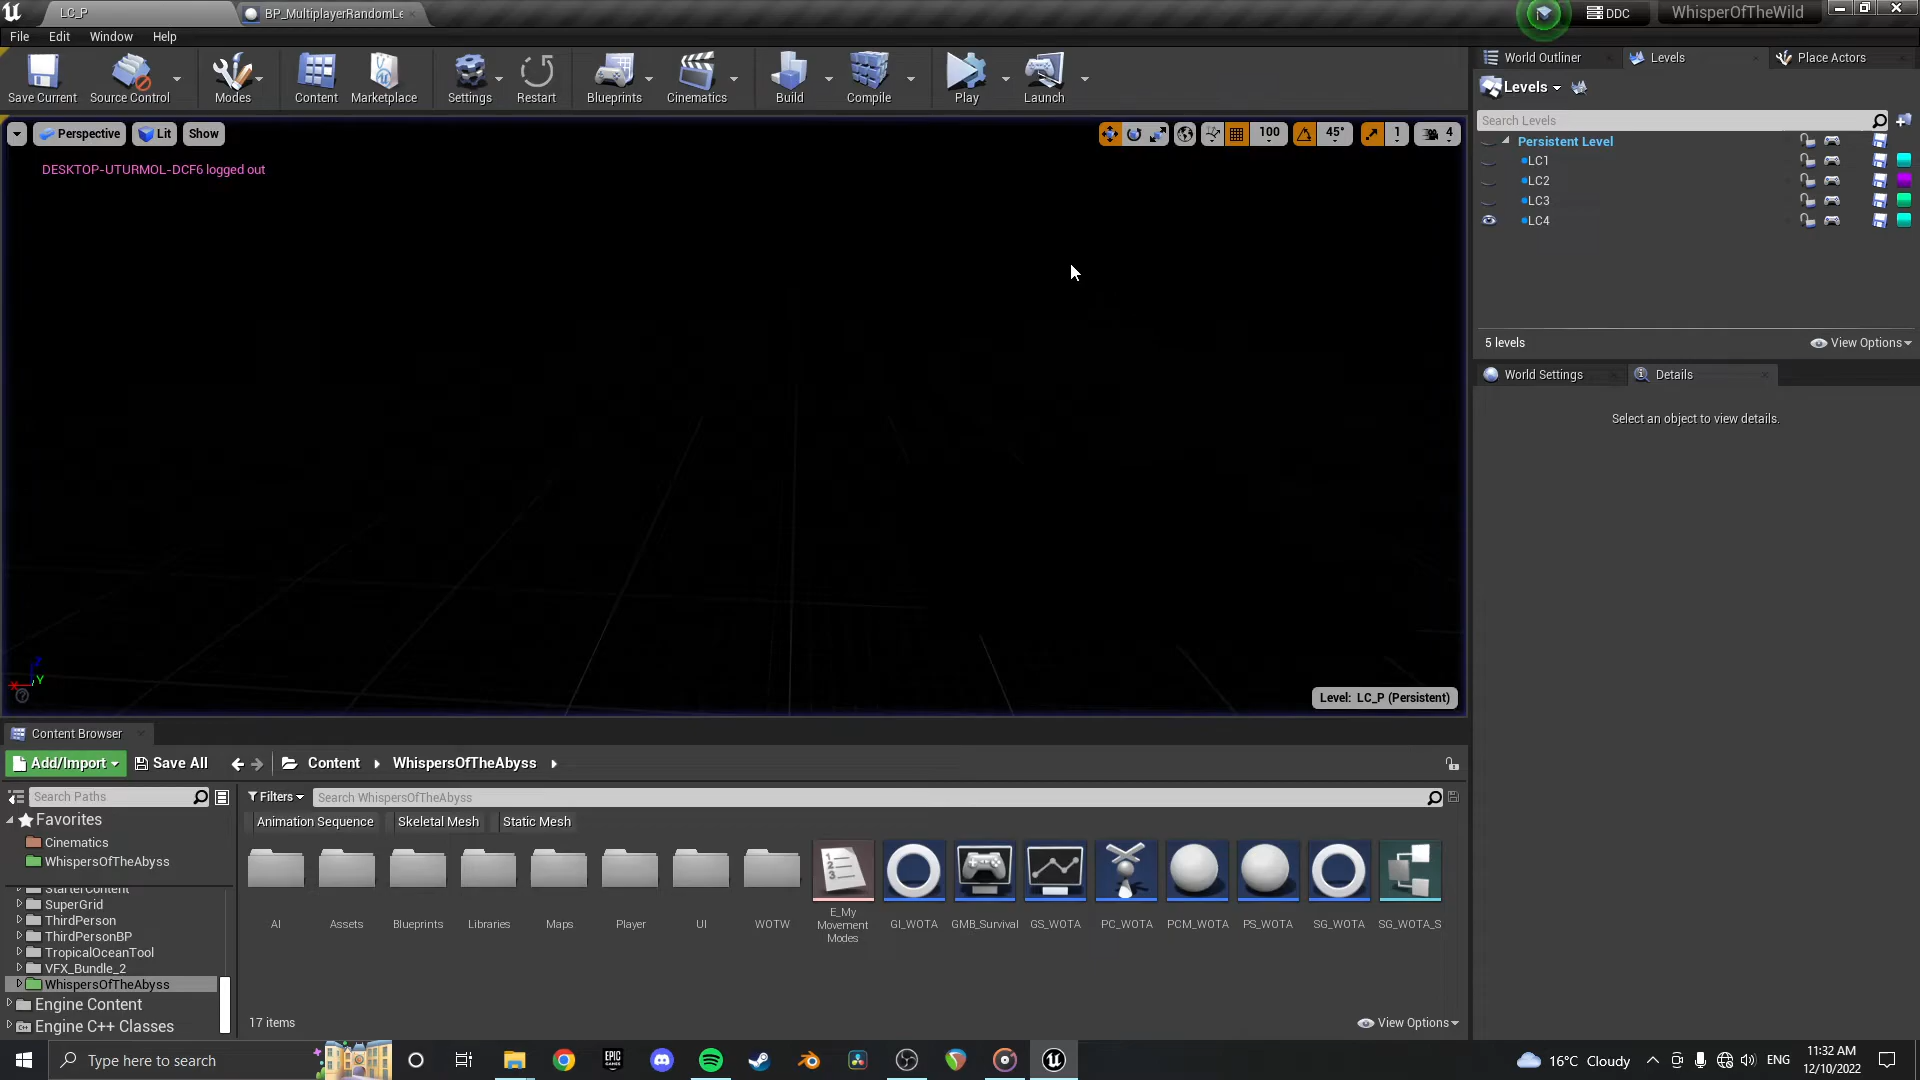 LC_P
BP_MultiplayerRandomLe
DDC
WhisperOfTheWild
File Edit Window Help
Save Current
Source Control
Modes
Content
Marketplace
Settings
Restart
Blueprints
Cinematics
Build
Compile
Play
Launch
World Outliner
Levels
Place Actors
Levels
Search Levels
Persistent Level
LC1
LC2
LC3
LC4
5 levels
View Options
World Settings
Details
Select an object to view details.
Perspective
Lit
Show
100
45°
1
4
DESKTOP-UTURMOL-DCF6 logged out
Z
X
Y
Level: LC_P (Persistent)
Content Browser
Add/Import
Save All
Content
WhispersOfTheAbyss
Search Paths
Filters
Search WhispersOfTheAbyss
Favorites
Cinematics
WhispersOfTheAbyss
StarterContent
SuperGrid
ThirdPerson
ThirdPersonBP
TropicalOceanTool
VFX_Bundle_2
WhispersOfTheAbyss
Engine Content
Engine C++ Classes
Animation Sequence
Skeletal Mesh
Static Mesh
AI
Assets
Blueprints
Libraries
Maps
Player
UI
WOTW
E_My
Movement
Modes
GI_WOTA
GMB_Survival
GS_WOTA
PC_WOTA
PCM_WOTA
PS_WOTA
SG_WOTA
SG_WOTA_S
17 items
View Options
Type here to search
EPIC
16°C Cloudy
ENG
11:32 AM
12/10/2022